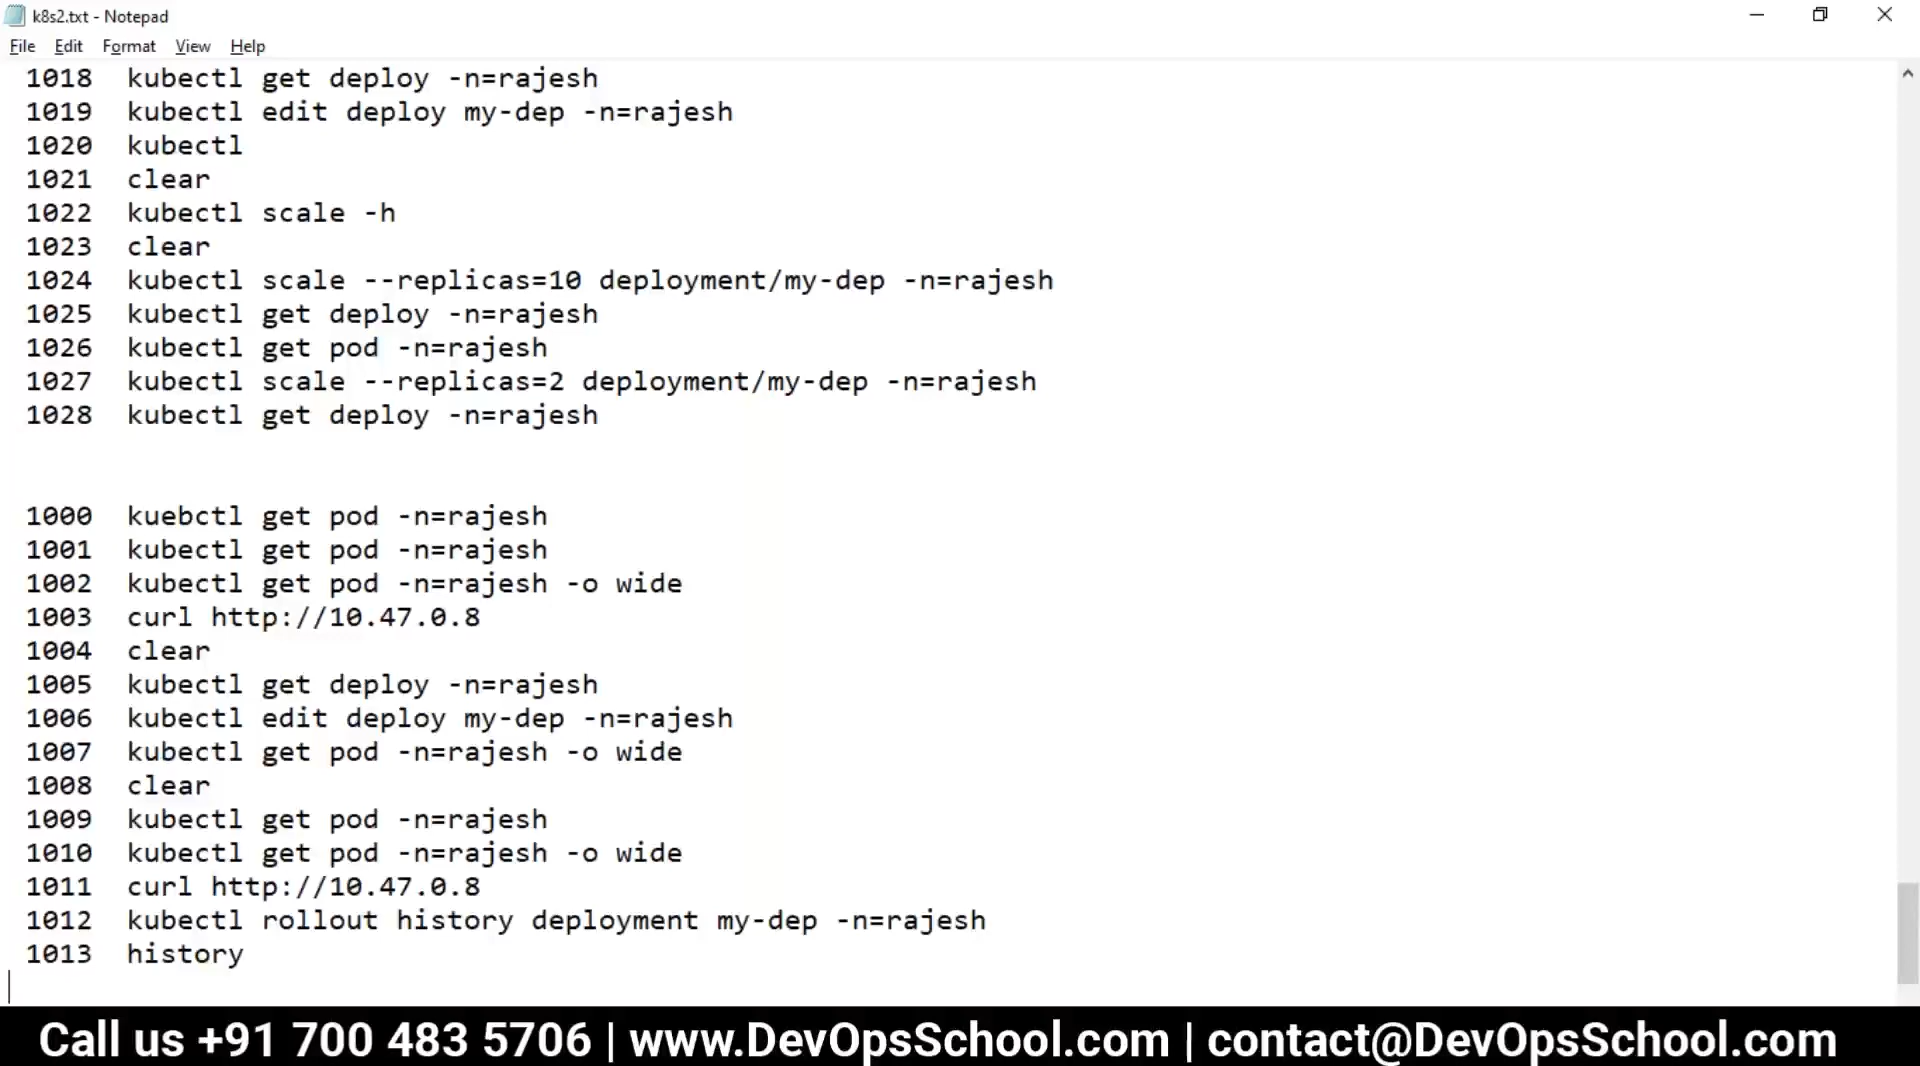 k8s2.txt - Notepad
File Edit Format View Help
1018 kubectl get deploy -n=rajesh
1019 kubectl edit deploy my-dep -n=rajesh
1020 kubectl
1021 clear
1022 kubectl scale -h
1023 clear
1024 kubectl scale --replicas=10 deployment/my-dep -n=rajesh
1025 kubectl get deploy -n=rajesh
1026 kubectl get pod -n=rajesh
1027 kubectl scale --replicas=2 deployment/my-dep -n=rajesh
1028 kubectl get deploy -n=rajesh
1000 kuebctl get pod -n=rajesh
1001 kubectl get pod -n=rajesh
1002 kubectl get pod -n=rajesh -o wide
1003 curl http://10.47.0.8
1004 clear
1005 kubectl get deploy -n=rajesh
1006 kubectl edit deploy my-dep -n=rajesh
1007 kubectl get pod -n=rajesh -o wide
1008 clear
1009 kubectl get pod -n=rajesh
1010 kubectl get pod -n=rajesh -o wide
1011 curl http://10.47.0.8
1012 kubectl rollout history deployment my-dep -n=rajesh
1013 history
Call us +91 700 483 5706 | www.DevOpsSchool.com | contact@DevOpsSchool.com